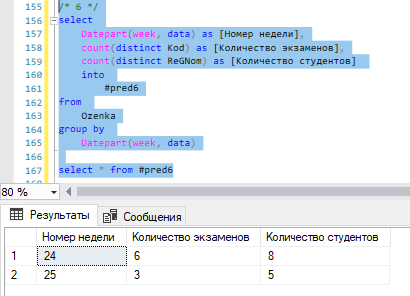 155 /* 6 */
156 select
157 Datepart(week, data) as [Номер недели],
158 count(distinct Kod) as [Количество экзаменов],
159 count(distinct ReGNom) as [Количество студентов]
160 into
161 #pred6
162 from
163 Ozenka
164 group by
165 Datepart(week, data)
166
167 select * from #pred6
80 %
Результаты Сообщения
Номер недели Количество экзаменов Количество студентов
1 24 6 8
2 25 3 5